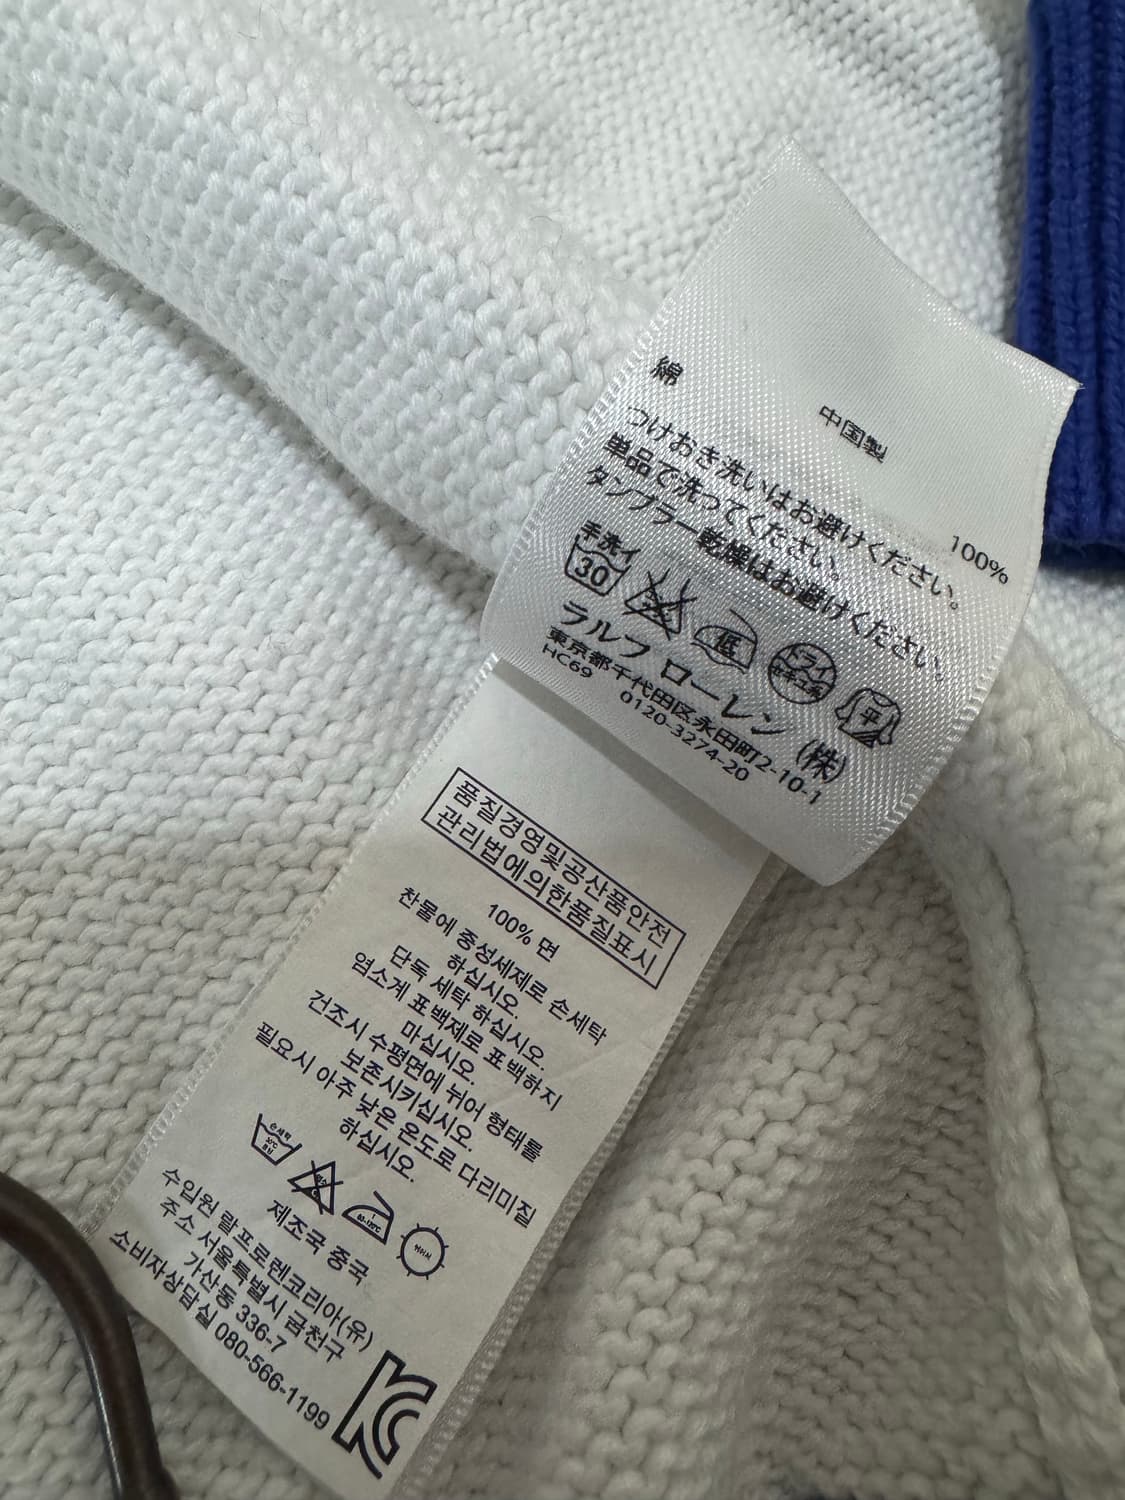 中国製
綿 100%
つけおき洗いはお避けください。
単品で洗ってください。
タンブラー乾燥はお避けください。
手洗イ
30
低
ドライ
平
ラルフ ローレン (株)
東京都千代田区永田町2-10-1
HC69 0120-3274-20
품질경영및공산품안전
관리법에의한품질표시
100% 면
찬물에 중성세제로 손세탁
하십시오.
단독 세탁 하십시오.
염소계 표백제로 표백하지
마십시오.
건조시 수평면에 뉘어 형태를
보존시키십시오.
필요시 아주 낮은 온도로 다리미질
하십시오.
손세탁
30℃
중성
제조국 중국
수입원 랄프로렌코리아(유)
주소 서울특별시 금천구
가산동 336-7
소비자상담실 080-566-1199